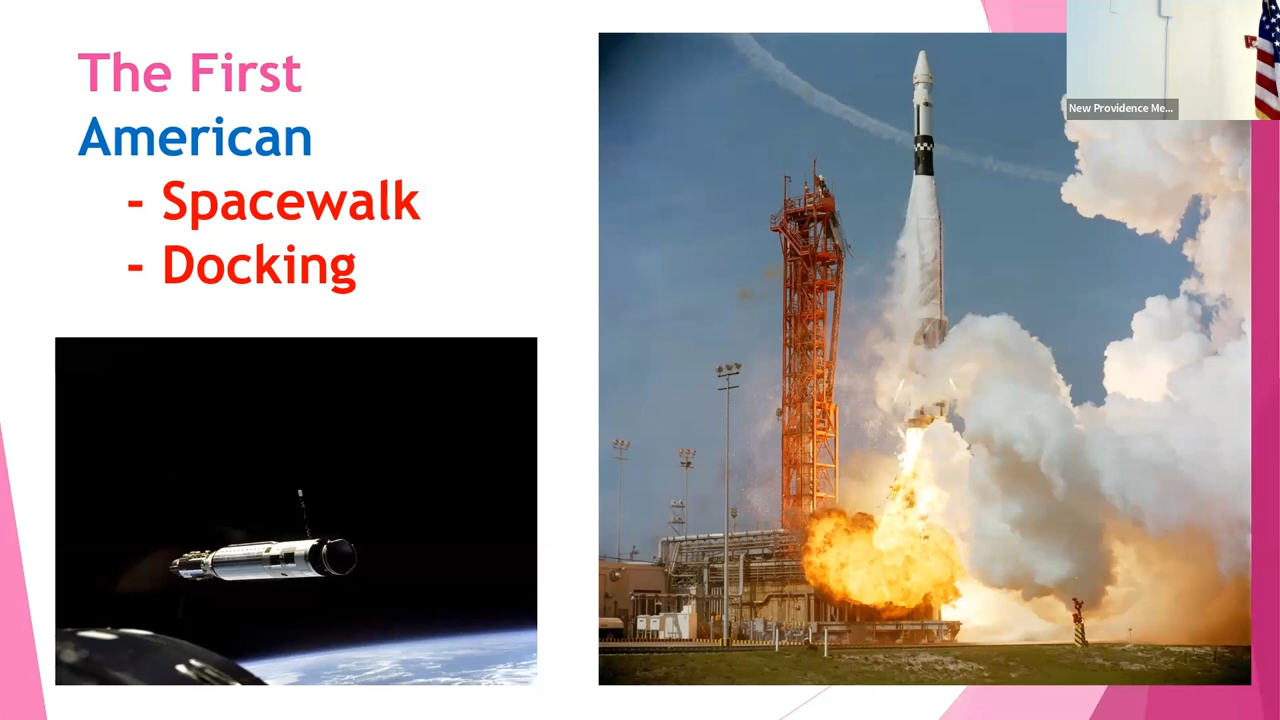 The First
American
- Spacewalk
- Docking
New Providence Me...